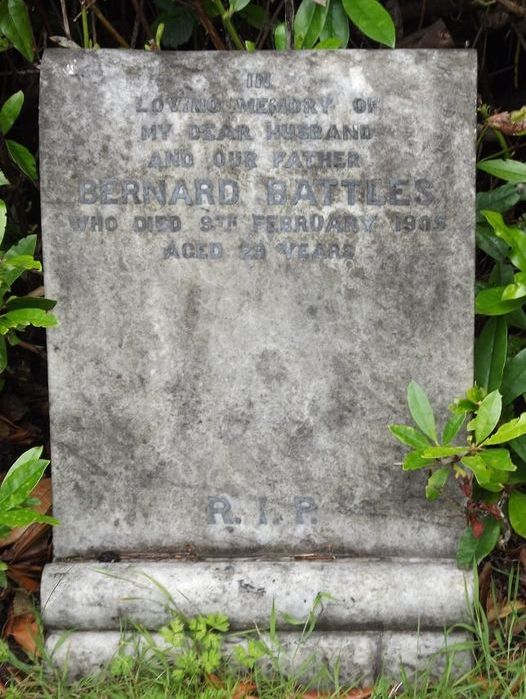 IN
LOVING MEMORY OF
MY DEAR HUSBAND
AND OUR FATHER
BERNARD BATTLES
WHO DIED 9TH FEBRUARY 1905
AGED 29 YEARS
R.I.P.